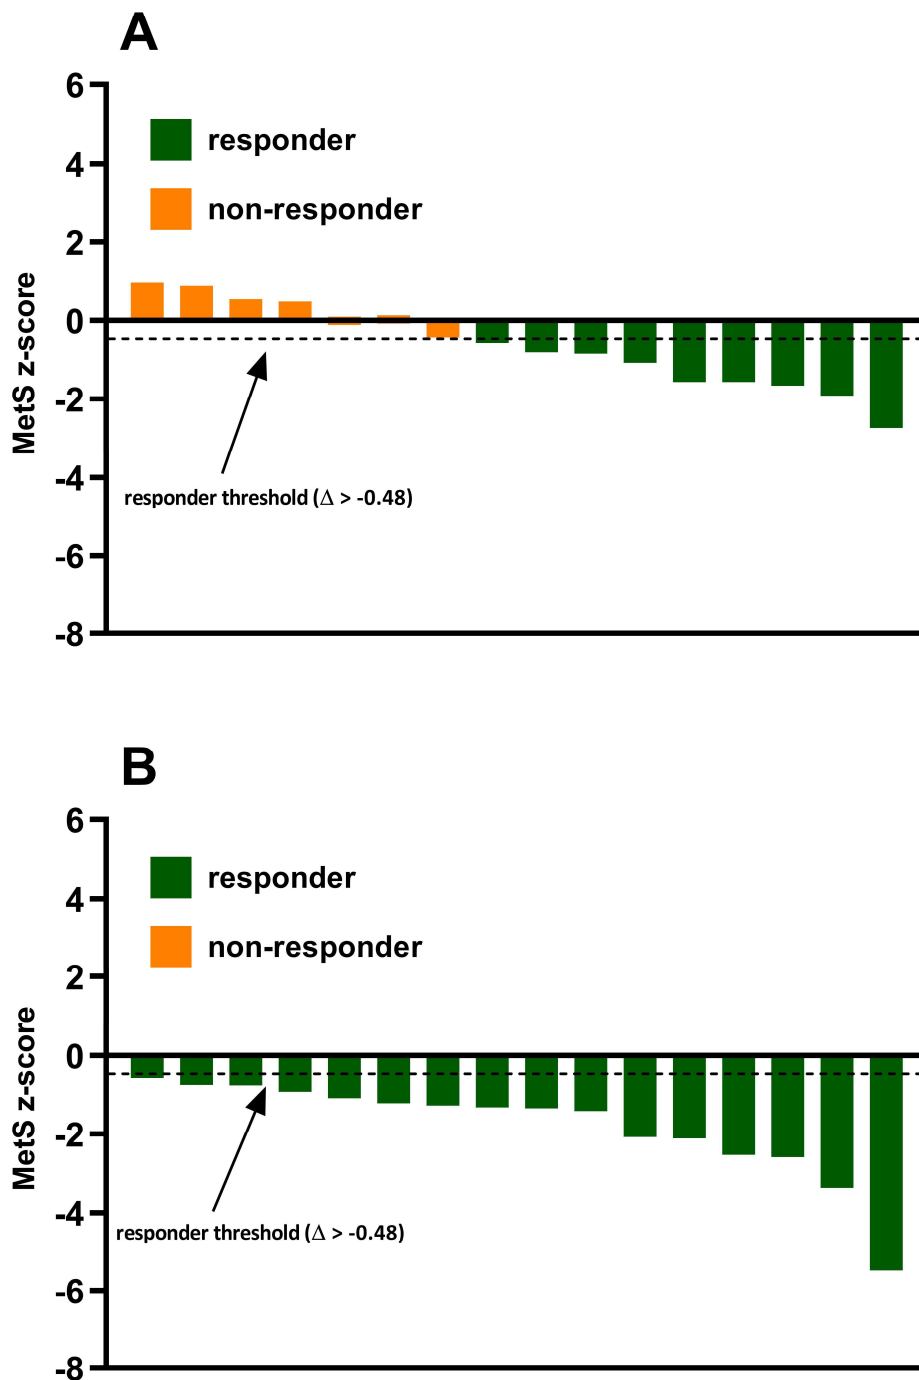 A
6
responder
4
non-responder
2
0
MetS z-score
-2
-4
responder threshold (Δ > -0.48)
-6
-8
B
6
responder
4
non-responder
2
0
MetS z-score
-2
-4
responder threshold (Δ > -0.48)
-6
-8